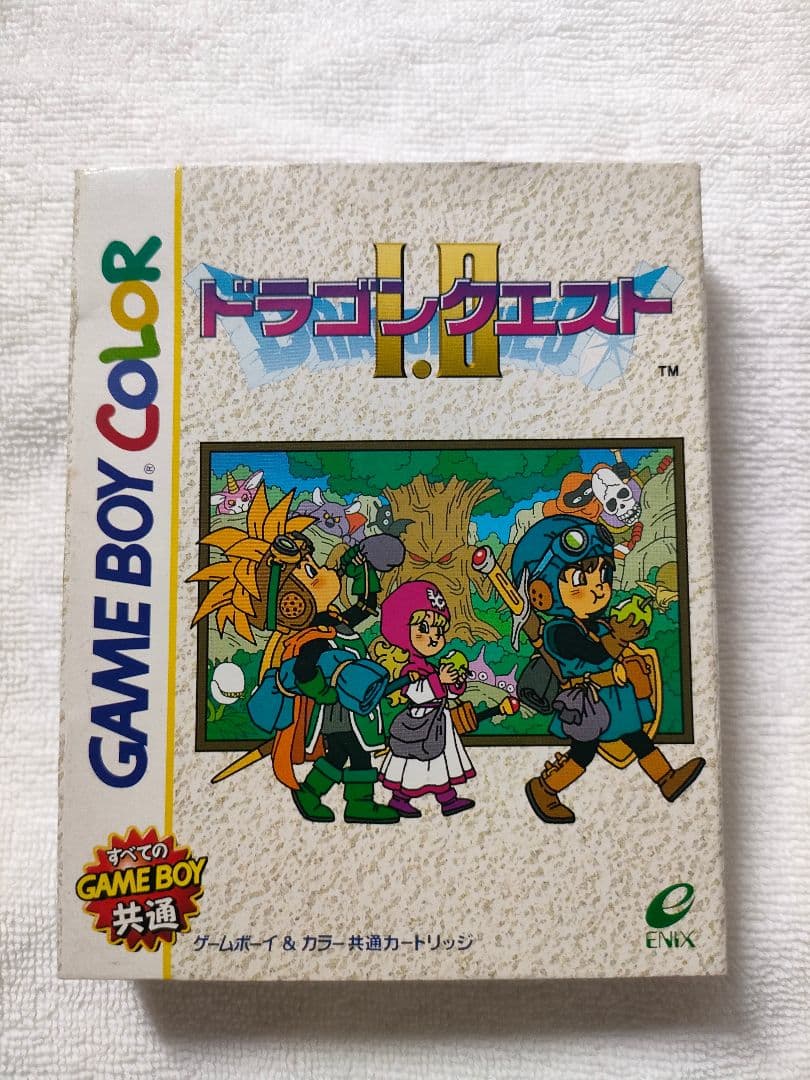 GAME BOY® COLOR
I.II
ドラゴンクエスト
TM
すべての
GAME BOY
共通
ゲームボーイ & カラー共通カートリッジ
ENIX